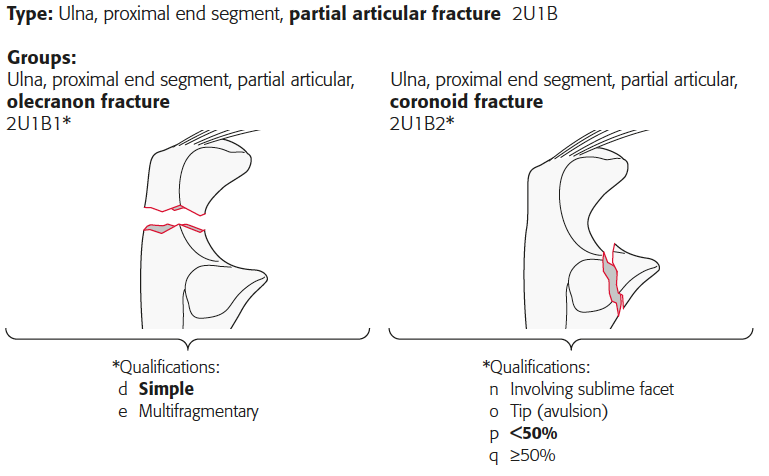 Type: Ulna, proximal end segment, partial articular fracture 2U1B
Groups:
Ulna, proximal end segment, partial articular,
olecranon fracture
2U1B1*
Ulna, proximal end segment, partial articular,
coronoid fracture
2U1B2*
*Qualifications:
d Simple
e Multifragmentary
*Qualifications:
n Involving sublime facet
o Tip (avulsion)
p <50%
q ≥50%